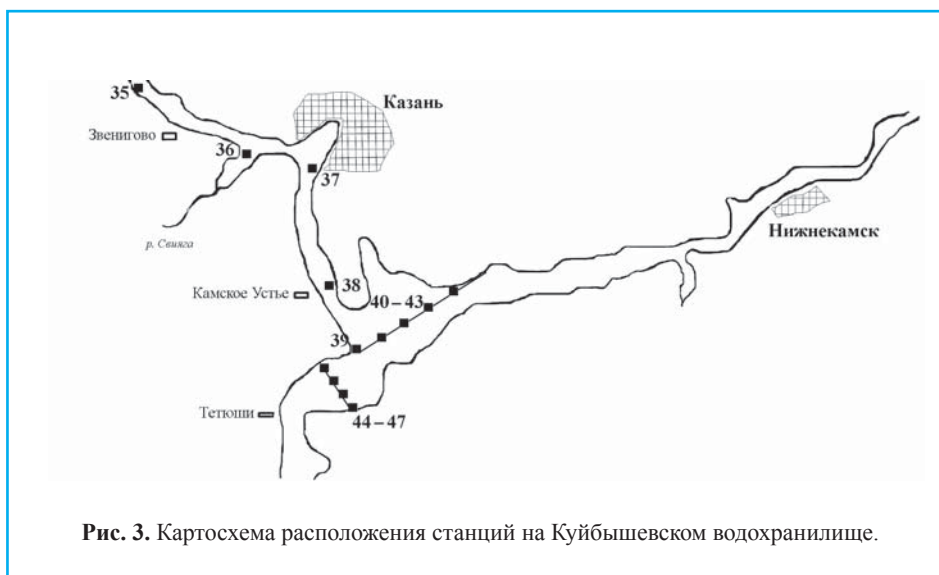 35
Казань
Звенигово
36
37
р. Свияга
Нижнекамск
38
Камское Устье
40 – 43
39
Тетюши
44 – 47
Рис. 3. Картосхема расположения станций на Куйбышевском водохранилище.